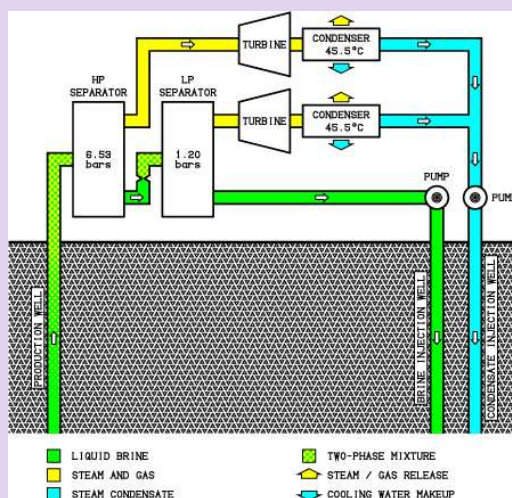 TURBINE
CONDENSER
45.5°C
HP
SEPARATOR
LP
SEPARATOR
TURBINE
CONDENSER
45.5°C
6.53
bars
1.20
bars
PUMP
PUM
PRODUCTION WELL
BRINE INJECTION WELL
CONDENSATE INJECTION WELL
LIQUID BRINE
TWO-PHASE MIXTURE
STEAM AND GAS
STEAM / GAS RELEASE
STEAM CONDENSATE
COOLING WATER MAKEUP